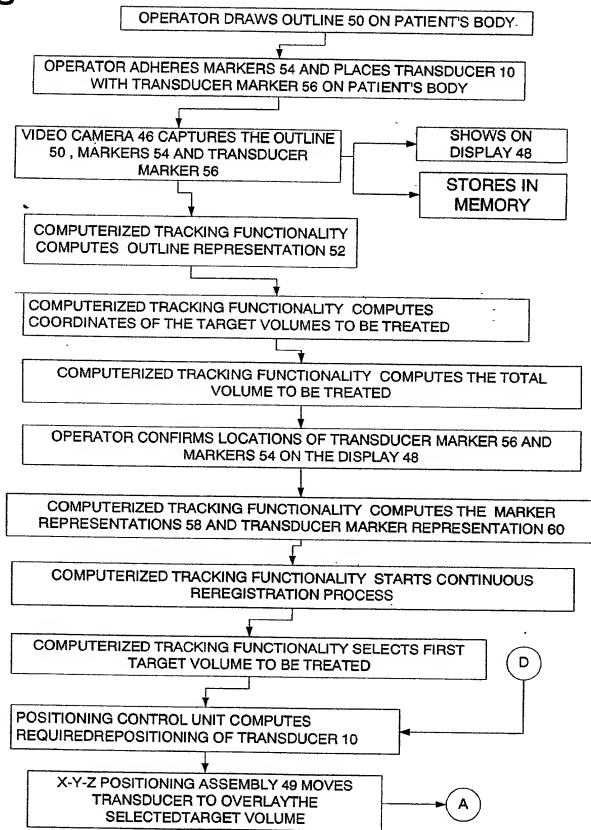 OPERATOR DRAWS OUTLINE 50 ON PATIENT'S BODY
OPERATOR ADHERES MARKERS 54 AND PLACES TRANSDUCER 10
WITH TRANSDUCER MARKER 56 ON PATIENT'S BODY
VIDEO CAMERA 46 CAPTURES THE OUTLINE
50 , MARKERS 54 AND TRANSDUCER
MARKER 56
SHOWS ON
DISPLAY 48
STORES IN
MEMORY
COMPUTERIZED TRACKING FUNCTIONALITY
COMPUTES OUTLINE REPRESENTATION 52
COMPUTERIZED TRACKING FUNCTIONALITY COMPUTES
COORDINATES OF THE TARGET VOLUMES TO BE TREATED
COMPUTERIZED TRACKING FUNCTIONALITY COMPUTES THE TOTAL
VOLUME TO BE TREATED
OPERATOR CONFIRMS LOCATIONS OF TRANSDUCER MARKER 56 AND
MARKERS 54 ON THE DISPLAY 48
COMPUTERIZED TRACKING FUNCTIONALITY COMPUTES THE MARKER
REPRESENTATIONS 58 AND TRANSDUCER MARKER REPRESENTATION 60
COMPUTERIZED TRACKING FUNCTIONALITY STARTS CONTINUOUS
REREGISTRATION PROCESS
COMPUTERIZED TRACKING FUNCTIONALITY SELECTS FIRST
TARGET VOLUME TO BE TREATED
D
POSITIONING CONTROL UNIT COMPUTES
REQUIREDREPOSITIONING OF TRANSDUCER 10
X-Y-Z POSITIONING ASSEMBLY 49 MOVES
TRANSDUCER TO OVERLAYTHE
SELECTEDTARGET VOLUME
A